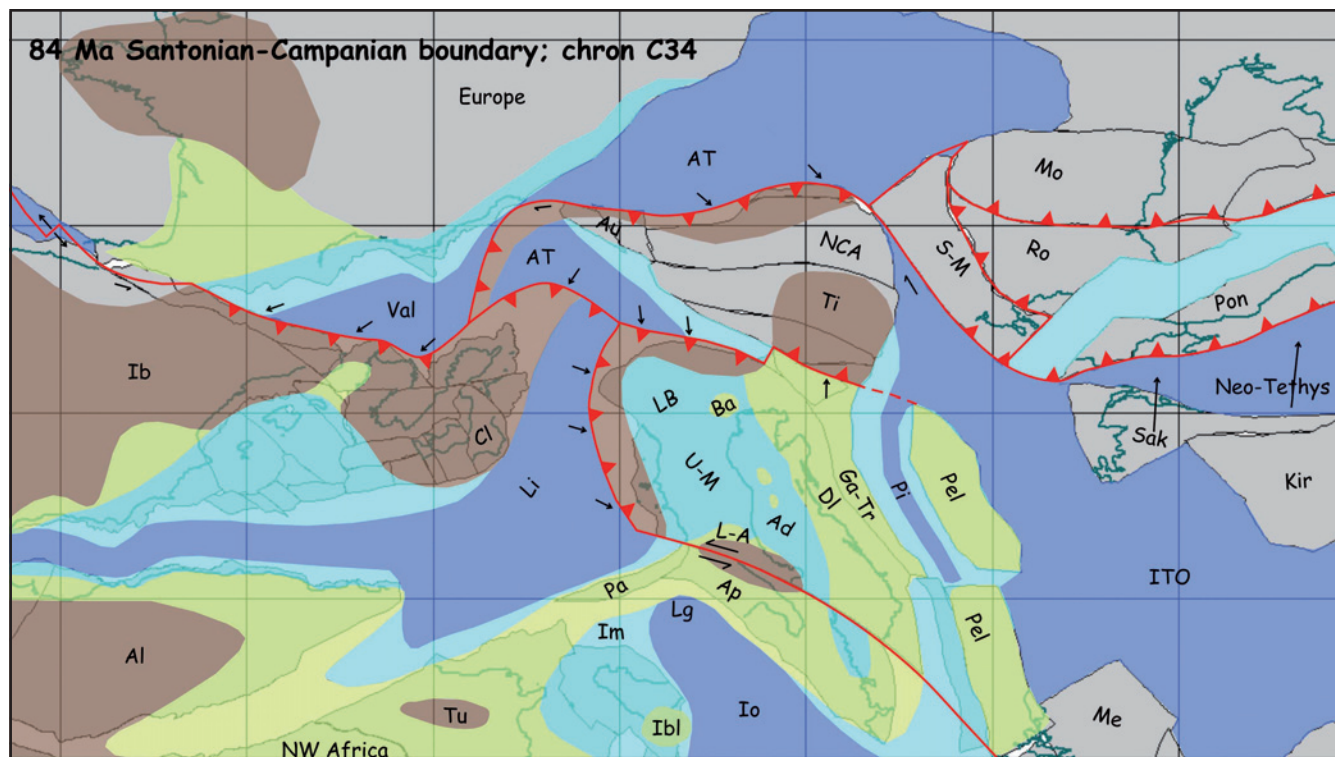 84 Ma Santonian-Campanian boundary; chron C34
Europe
AT
Mo
Au
NCA
S-M
Ro
AT
Ti
Pon
Val
Ib
Neo-Tethys
LB
Ba
Sak
Cl
Kir
Li
U-M
Dl
Ga-Tr
Pi
Pel
Ad
L-A
ITO
Pa
Ap
Lg
Pel
Im
Al
Tu
Ibl
Io
Me
NW Africa